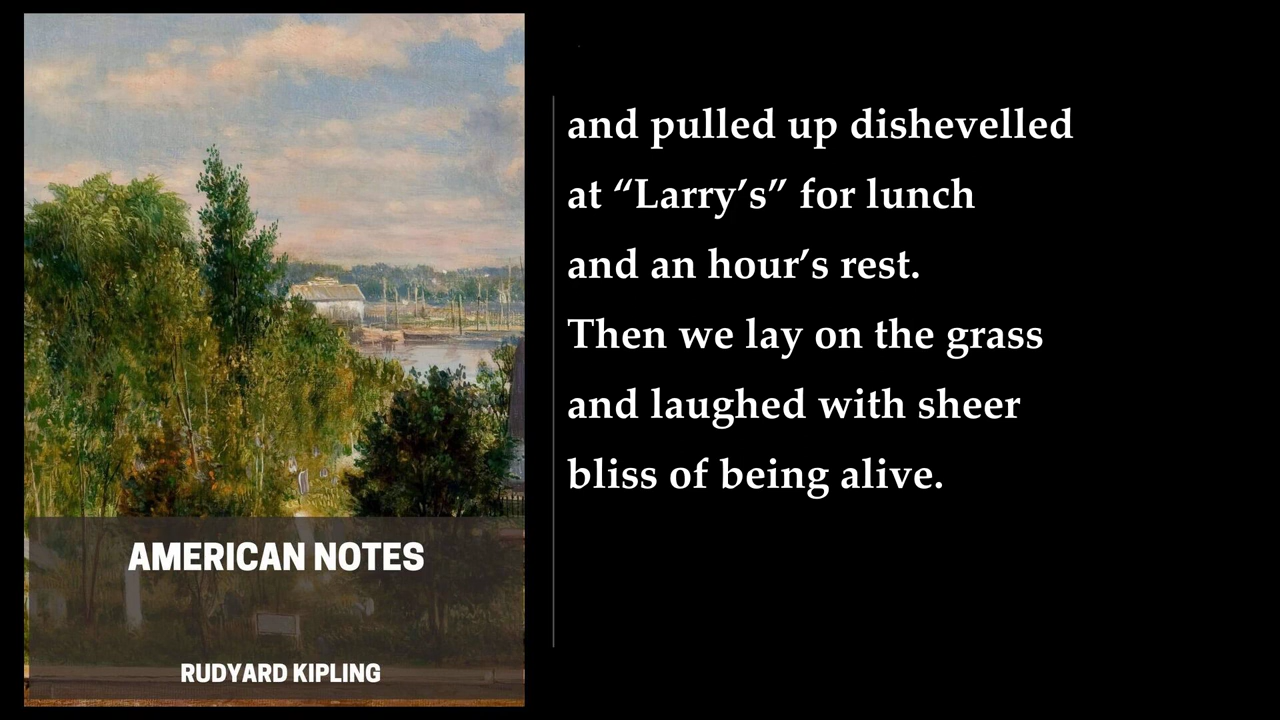 and pulled up dishevelled
at “Larry’s” for lunch
and an hour’s rest.
Then we lay on the grass
and laughed with sheer
bliss of being alive.
AMERICAN NOTES
RUDYARD KIPLING